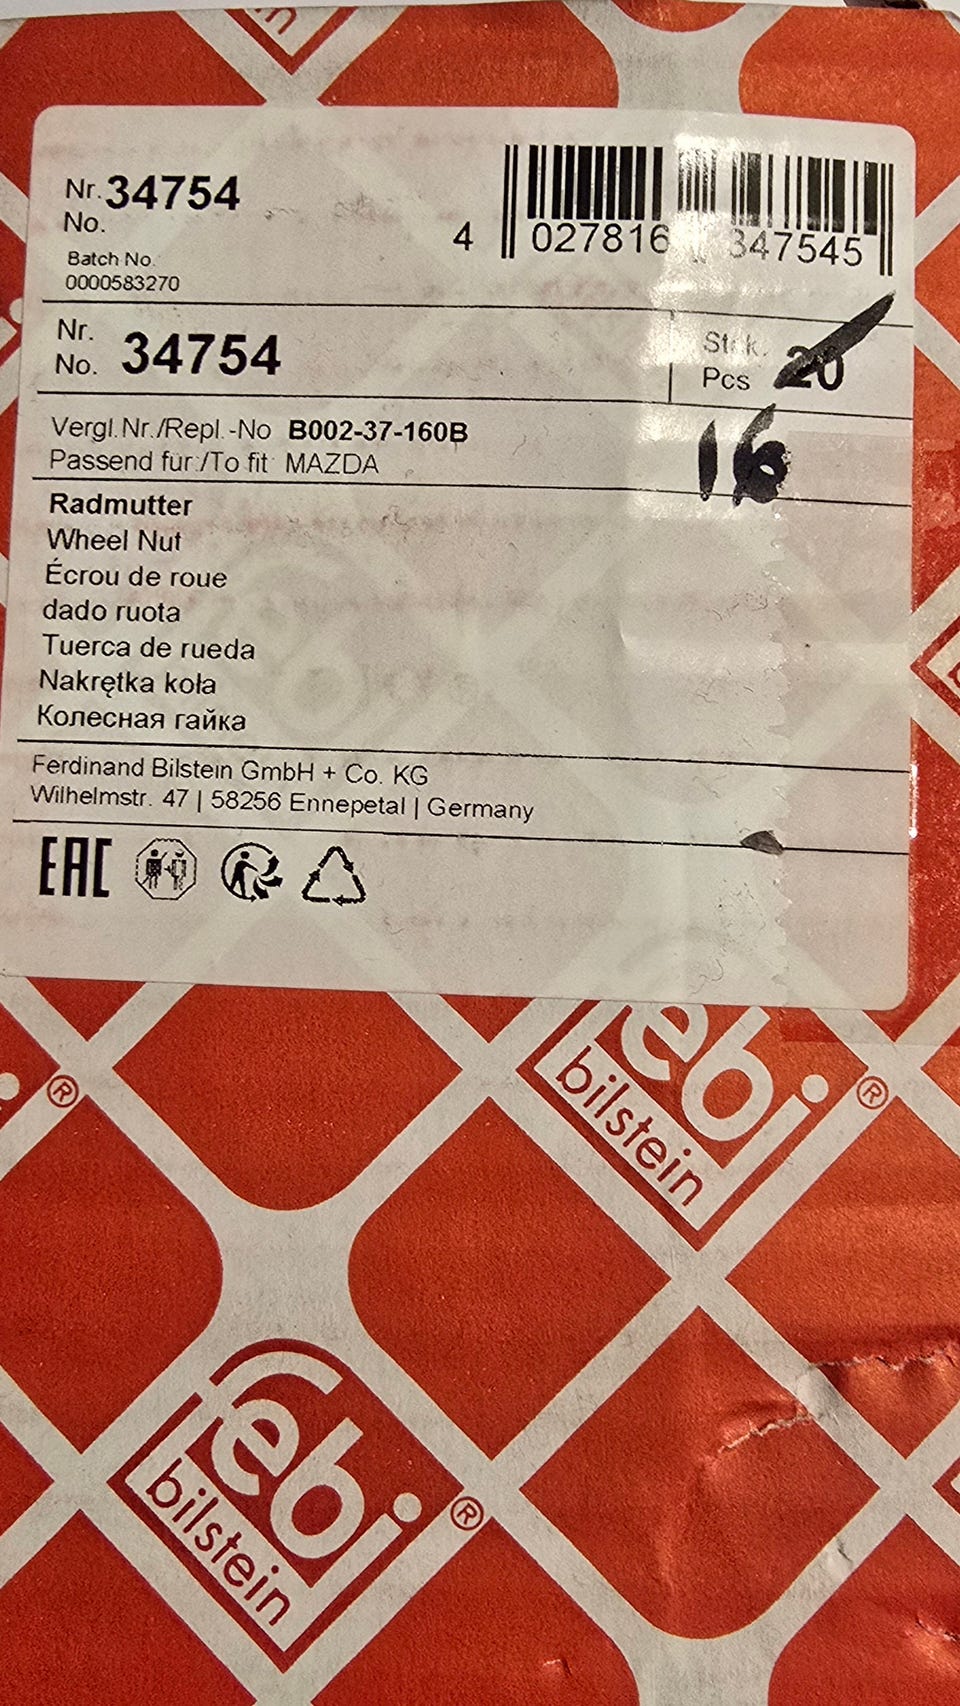 Nr. 34754
No.
Batch No.
0000583270
4 027816 347545
Nr.
No. 34754
Stck.
Pcs 20
16
Vergl.Nr./Repl.-No B002-37-160B
Passend für:/To fit: MAZDA
Radmutter
Wheel Nut
Écrou de roue
dado ruota
Tuerca de rueda
Nakrętka koła
Колесная гайка
Ferdinand Bilstein GmbH + Co. KG
Wilhelmstr. 47 | 58256 Ennepetal | Germany
EAC
®
febi ®
bilstein
febi ®
bilstein